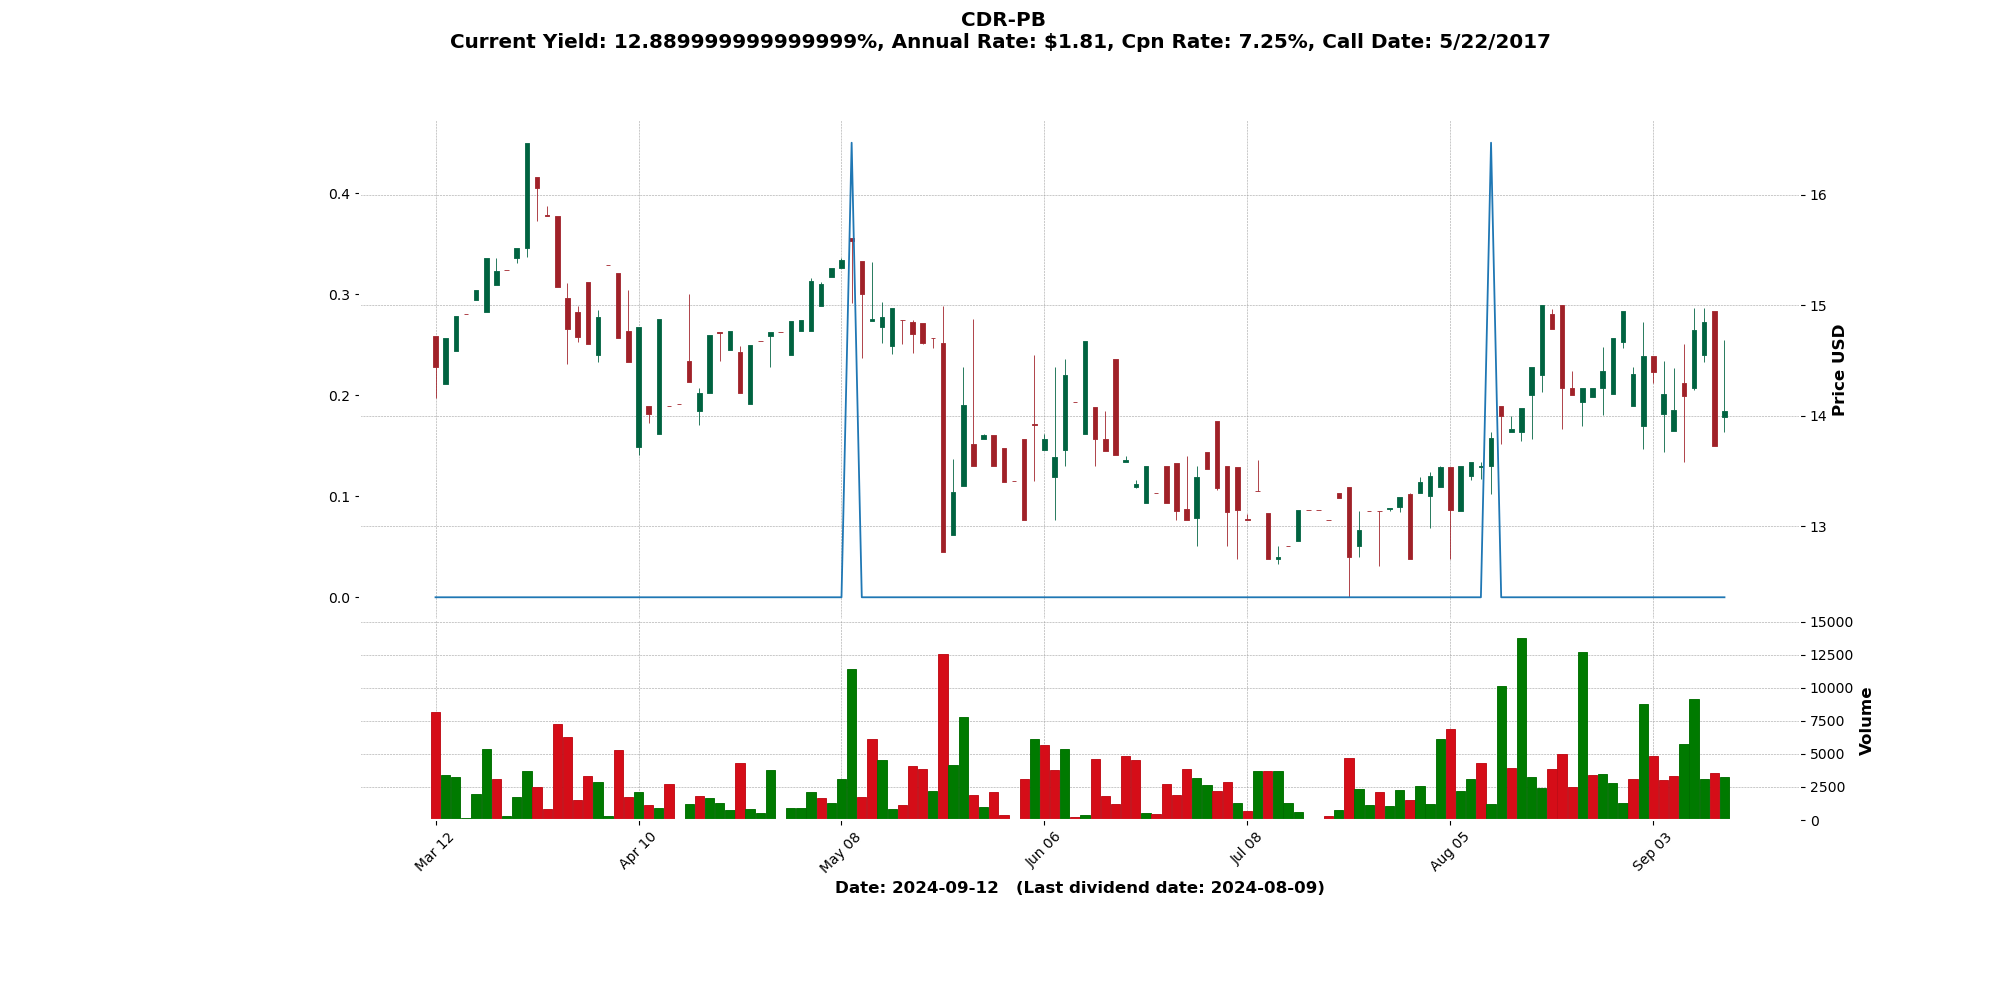 CDR-PB
Current Yield: 12.889999999999999%, Annual Rate: $1.81, Cpn Rate: 7.25%, Call Date: 5/22/2017
0.4
0.3
0.2
0.1
0.0
16
15
14
13
Price USD
15000
12500
10000
7500
5000
2500
0
Volume
Mar 12
Apr 10
May 08
Jun 06
Jul 08
Aug 05
Sep 03
Date: 2024-09-12   (Last dividend date: 2024-08-09)